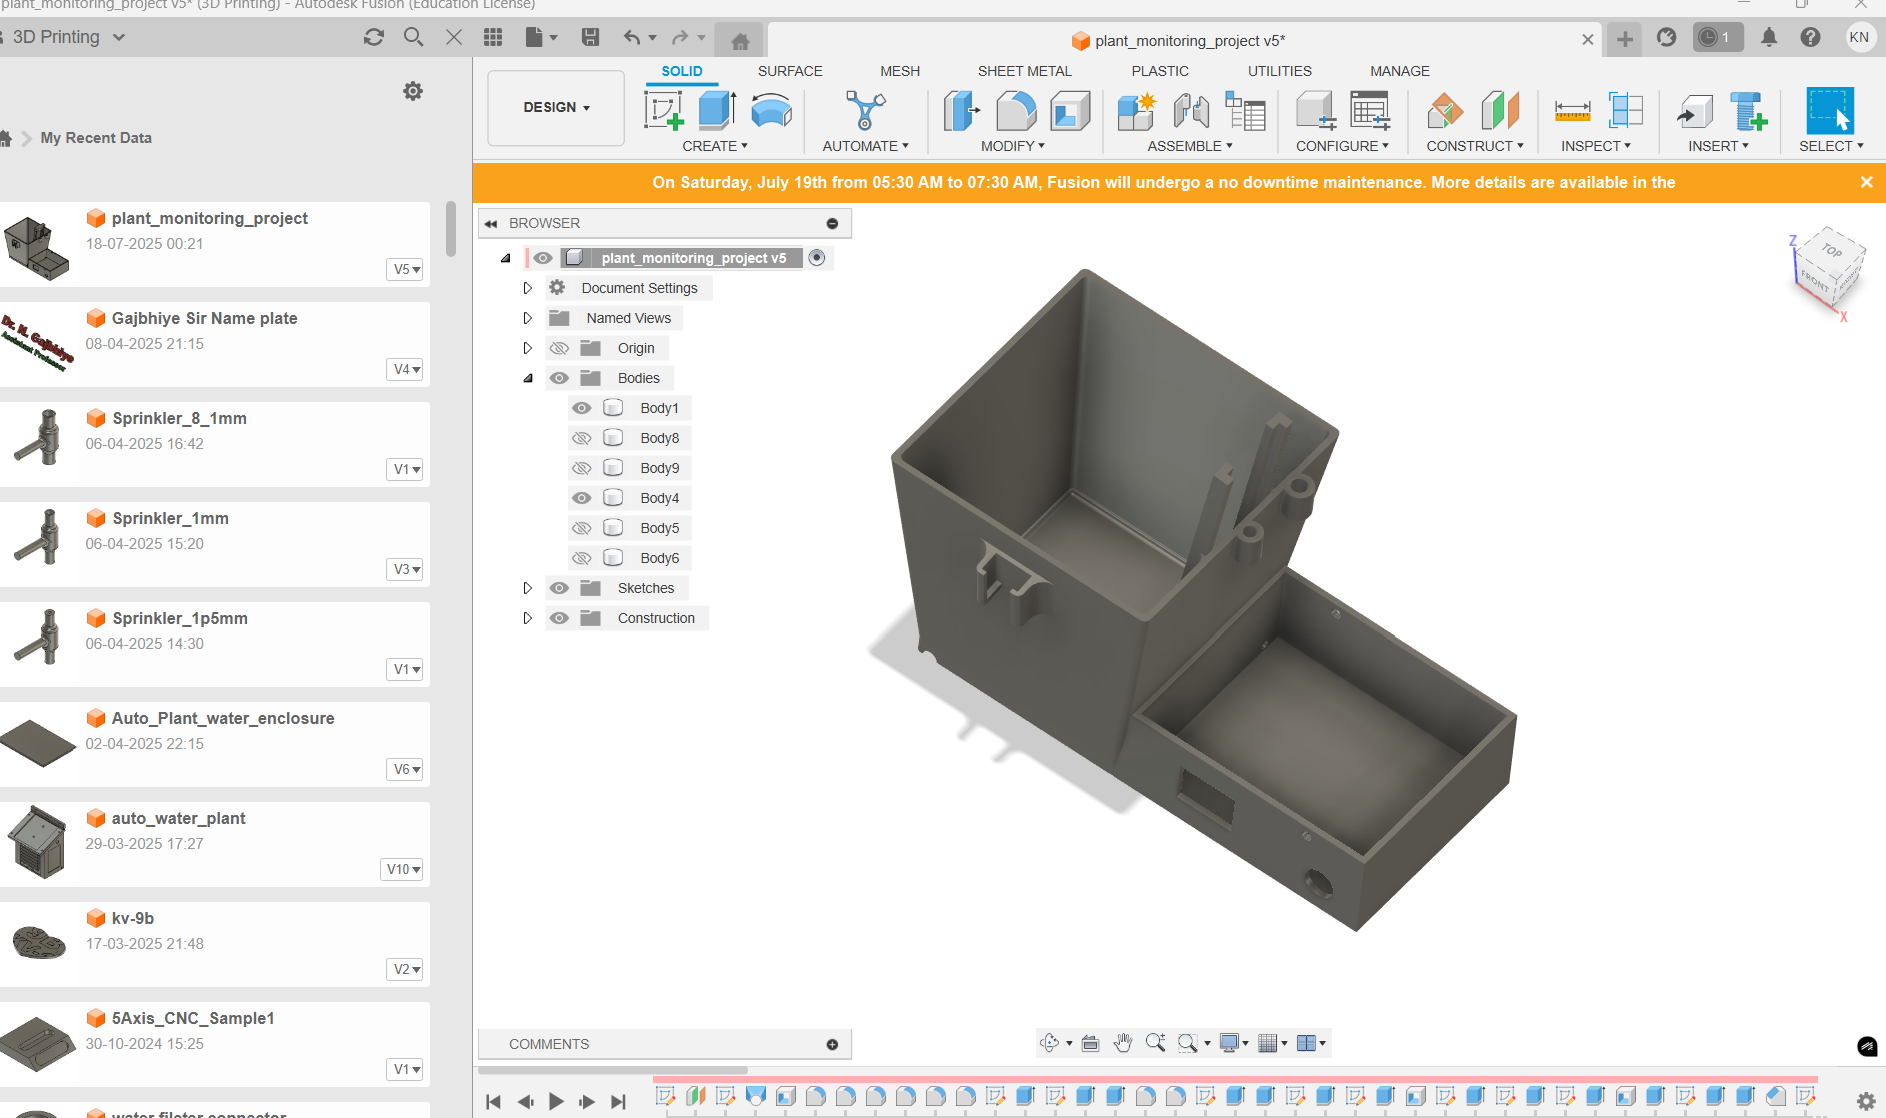 plant_monitoring_project v5* (3D Printing) - Autodesk Fusion (Education License)
3D Printing
plant_monitoring_project v5*
1
KN
DESIGN
SOLID
SURFACE
MESH
SHEET METAL
PLASTIC
UTILITIES
MANAGE
CREATE
AUTOMATE
MODIFY
ASSEMBLE
CONFIGURE
CONSTRUCT
INSPECT
INSERT
SELECT
On Saturday, July 19th from 05:30 AM to 07:30 AM, Fusion will undergo a no downtime maintenance. More details are available in the
My Recent Data
plant_monitoring_project
18-07-2025 00:21
V5
Gajbhiye Sir Name plate
08-04-2025 21:15
V4
Dr. N. Gajbhiye
Assistant Professor
Sprinkler_8_1mm
06-04-2025 16:42
V1
Sprinkler_1mm
06-04-2025 15:20
V3
Sprinkler_1p5mm
06-04-2025 14:30
V1
Auto_Plant_water_enclosure
02-04-2025 22:15
V6
auto_water_plant
29-03-2025 17:27
V10
kv-9b
17-03-2025 21:48
V2
5Axis_CNC_Sample1
30-10-2024 15:25
V1
water fileter connector
BROWSER
plant_monitoring_project v5
Document Settings
Named Views
Origin
Bodies
Body1
Body8
Body9
Body4
Body5
Body6
Sketches
Construction
Z
TOP
FRONT
X
COMMENTS